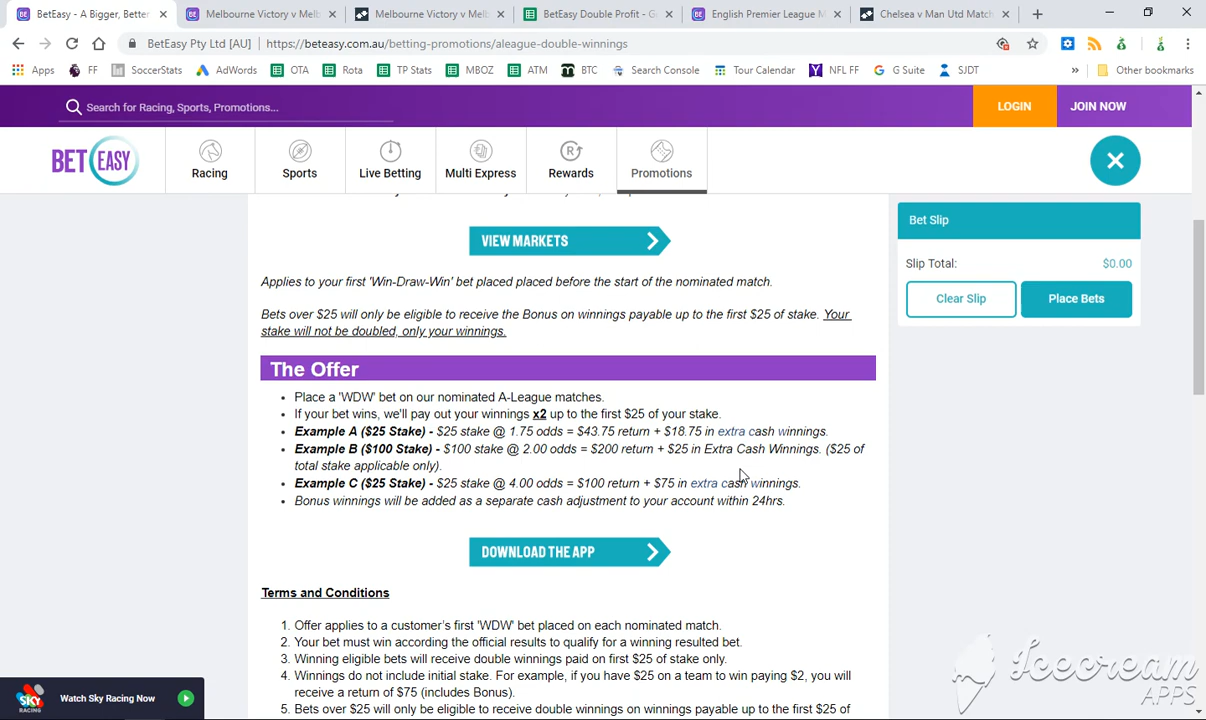 BetEasy - A Bigger, Better
Melbourne Victory v Melb
Melbourne Victory v Melb
BetEasy Double Profit - G
English Premier League M
Chelsea v Man Utd Match
BetEasy Pty Ltd [AU] | https://beteasy.com.au/betting-promotions/aleague-double-winnings
Apps FF SoccerStats AdWords OTA Rota TP Stats MBOZ ATM BTC Search Console Tour Calendar NFL FF G Suite SJDT » Other bookmarks
Search for Racing, Sports, Promotions...
LOGIN JOIN NOW
BETEASY
Racing Sports Live Betting Multi Express Rewards Promotions
Bet Slip
Slip Total: $0.00
Clear Slip Place Bets
VIEW MARKETS
Applies to your first 'Win-Draw-Win' bet placed placed before the start of the nominated match.
Bets over $25 will only be eligible to receive the Bonus on winnings payable up to the first $25 of stake. Your
stake will not be doubled, only your winnings.
The Offer
• Place a 'WDW' bet on our nominated A-League matches.
• If your bet wins, we'll pay out your winnings x2 up to the first $25 of your stake.
• Example A ($25 Stake) - $25 stake @ 1.75 odds = $43.75 return + $18.75 in extra cash winnings.
• Example B ($100 Stake) - $100 stake @ 2.00 odds = $200 return + $25 in Extra Cash Winnings. ($25 of
total stake applicable only).
• Example C ($25 Stake) - $25 stake @ 4.00 odds = $100 return + $75 in extra cash winnings.
• Bonus winnings will be added as a separate cash adjustment to your account within 24hrs.
DOWNLOAD THE APP
Terms and Conditions
1. Offer applies to a customer's first 'WDW' bet placed on each nominated match.
2. Your bet must win according the official results to qualify for a winning resulted bet.
3. Winning eligible bets will receive double winnings paid on first $25 of stake only.
4. Winnings do not include initial stake. For example, if you have $25 on a team to win paying $2, you will
receive a return of $75 (includes Bonus).
5. Bets over $25 will only be eligible to receive double winnings on winnings payable up to the first $25 of
SKY
RACING
Watch Sky Racing Now
Icecream
APPS